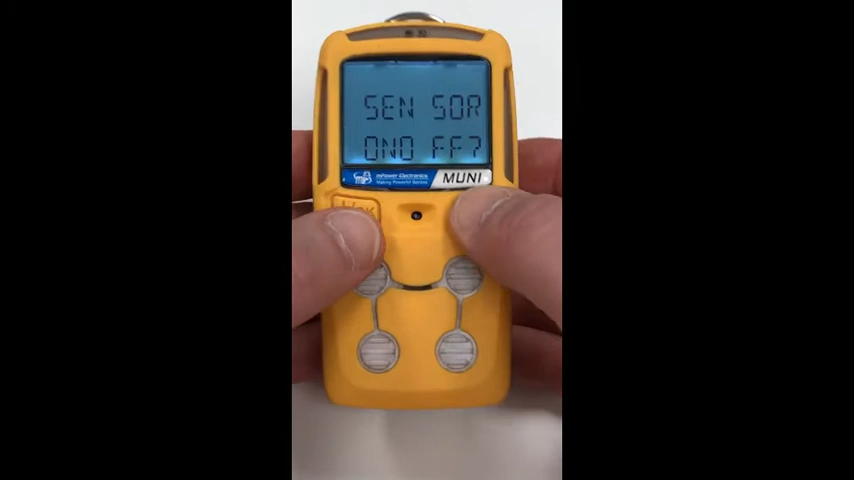 SEN SOR
ONO FF?
mPower Electronics
Making Powerful Sense
MUNI